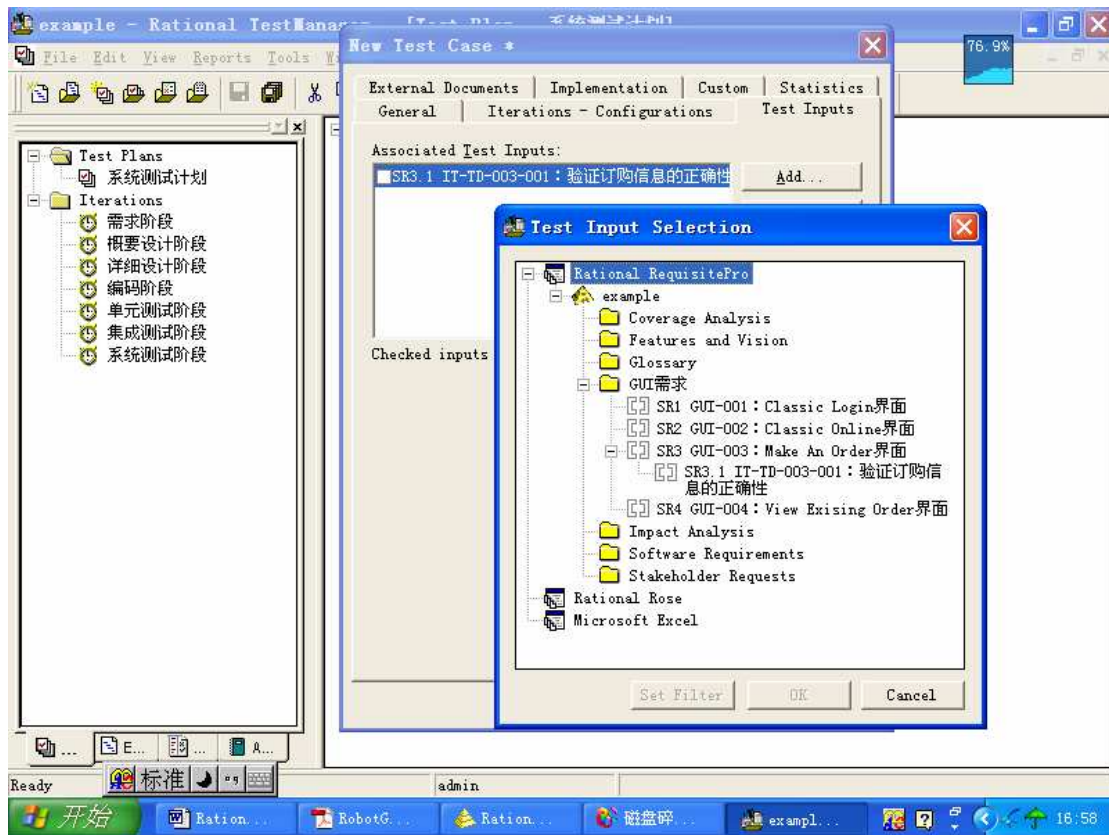 example - Rational TestMana
[Test Plan - 系统测试计划]
File Edit View Reports Tools
76.9%
New Test Case *
External Documents Implementation Custom Statistics
General Iterations - Configurations Test Inputs
Associated Test Inputs:
SR3.1 IT-TD-003-001：验证订购信息的正确性
Add...
Checked inputs
Test Plans
系统测试计划
Iterations
需求阶段
概要设计阶段
详细设计阶段
编码阶段
单元测试阶段
集成测试阶段
系统测试阶段
Test Input Selection
Rational RequisitePro
example
Coverage Analysis
Features and Vision
Glossary
GUI需求
SR1 GUI-001：Classic Login界面
SR2 GUI-002：Classic Online界面
SR3 GUI-003：Make An Order界面
SR3.1 IT-TD-003-001：验证订购信
息的正确性
SR4 GUI-004：View Exising Order界面
Impact Analysis
Software Requirements
Stakeholder Requests
Rational Rose
Microsoft Excel
Set Filter OK Cancel
... E... ... A...
Ready admin
标准
开始 Ration... RobotG... Ration... 磁盘碎... exampl... 16:58